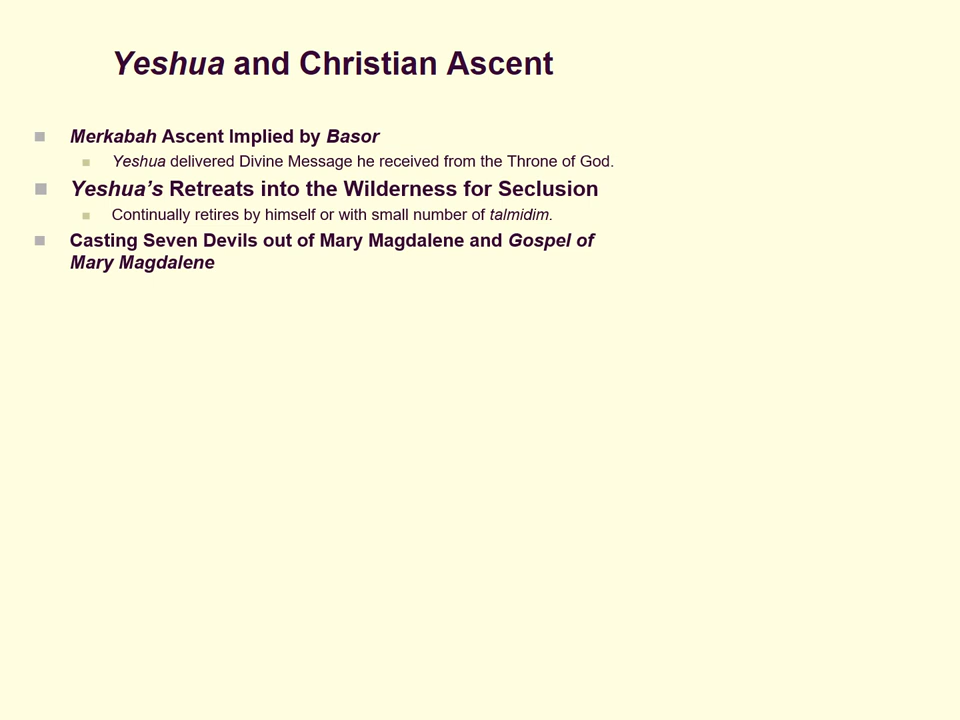 Yeshua and Christian Ascent
Merkabah Ascent Implied by Basor
Yeshua delivered Divine Message he received from the Throne of God.
Yeshua’s Retreats into the Wilderness for Seclusion
Continually retires by himself or with small number of talmidim.
Casting Seven Devils out of Mary Magdalene and Gospel of
Mary Magdalene